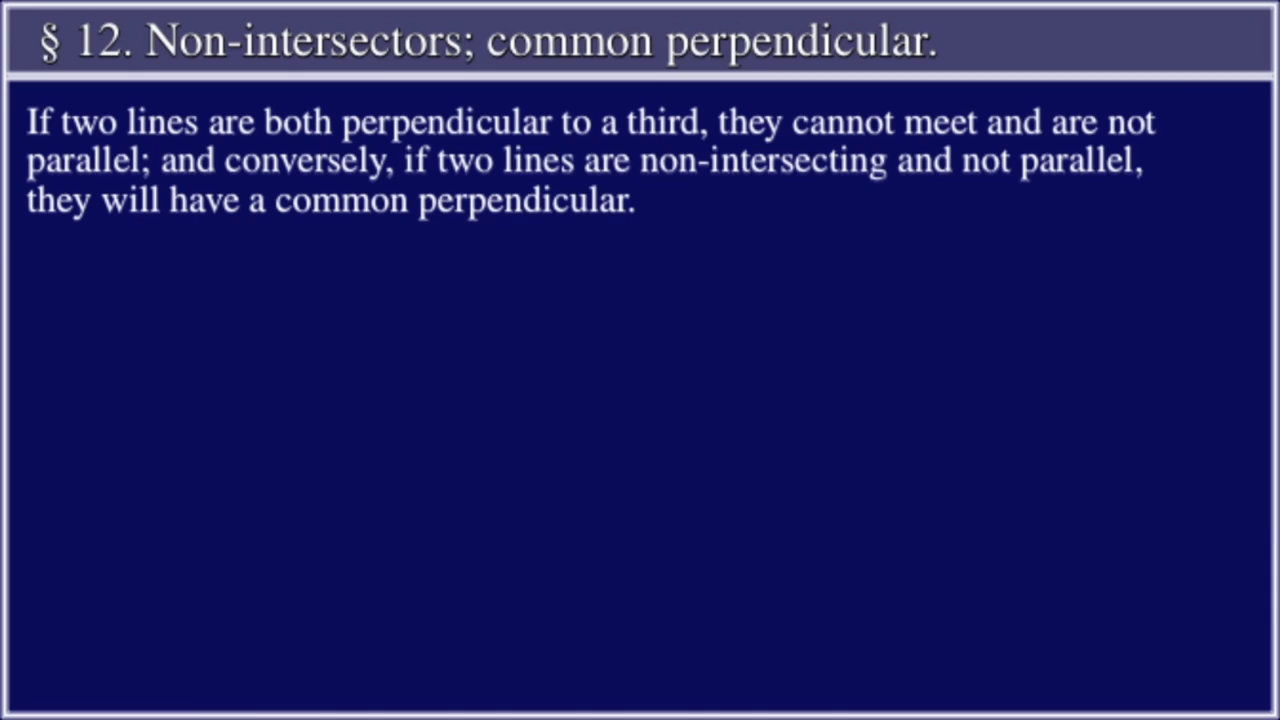 § 12. Non-intersectors; common perpendicular.
If two lines are both perpendicular to a third, they cannot meet and are not
parallel; and conversely, if two lines are non-intersecting and not parallel,
they will have a common perpendicular.